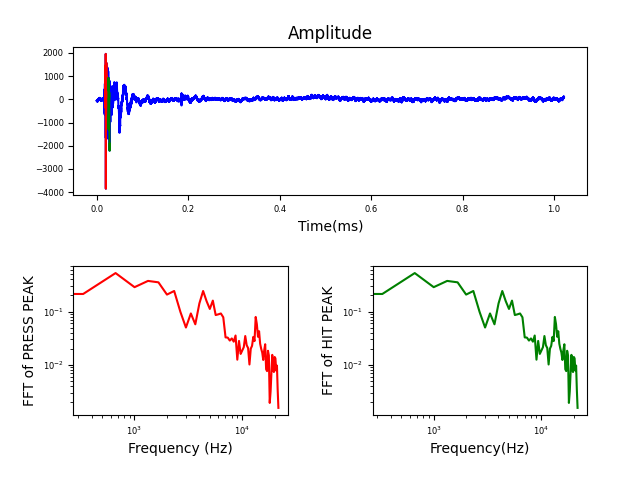 Amplitude
2000
1000
0
−1000
−2000
−3000
−4000
0.0 0.2 0.4 0.6 0.8 1.0
Time(ms)
FFT of PRESS PEAK
10⁻¹
10⁻²
10³ 10⁴
Frequency (Hz)
FFT of HIT PEAK
10⁻¹
10⁻²
10³ 10⁴
Frequency(Hz)